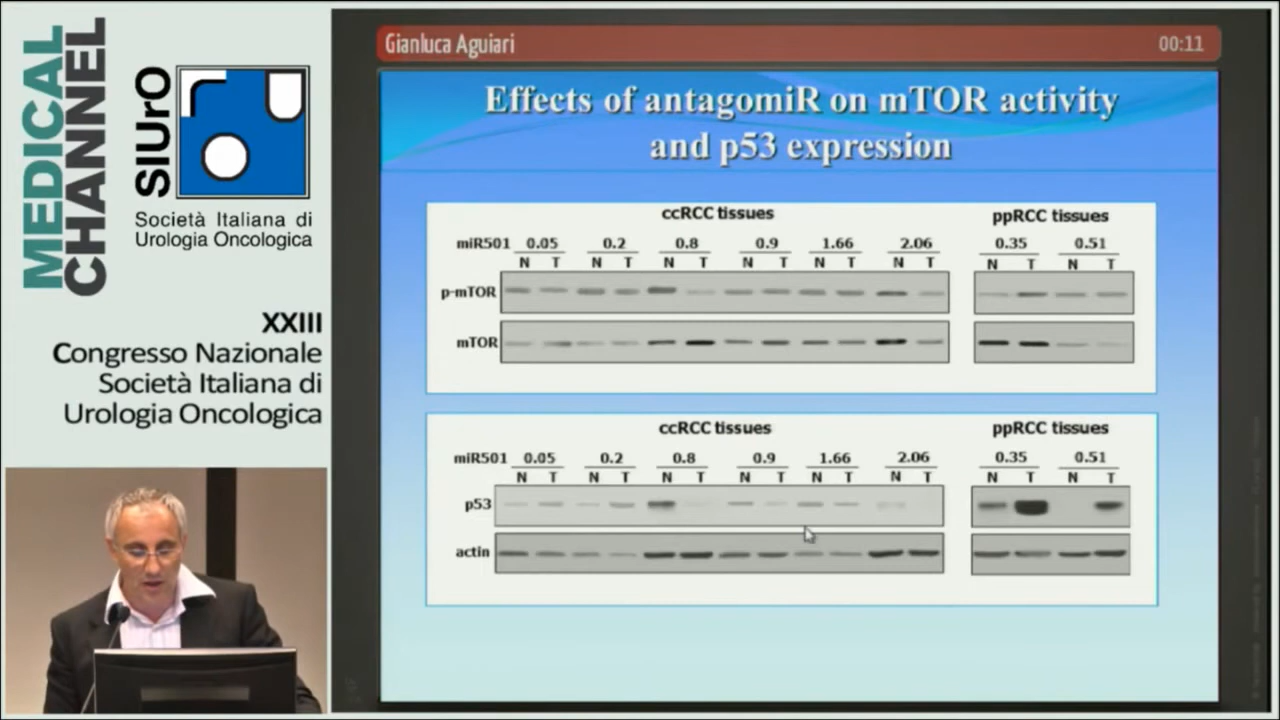 MEDICAL
CHANNEL
SIUrO
Società Italiana di
Urologia Oncologica
XXIII
Congresso Nazionale
Società Italiana di
Urologia Oncologica
Gianluca Aguiari
00:11
Effects of antagomiR on mTOR activity
and p53 expression
ccRCC tissues
ppRCC tissues
miR501 0.05 0.2 0.8 0.9 1.66 2.06 0.35 0.51
N T N T N T N T N T N T N T N T
p-mTOR
mTOR
ccRCC tissues
ppRCC tissues
miR501 0.05 0.2 0.8 0.9 1.66 2.06 0.35 0.51
N T N T N T N T N T N T N T N T
p53
actin